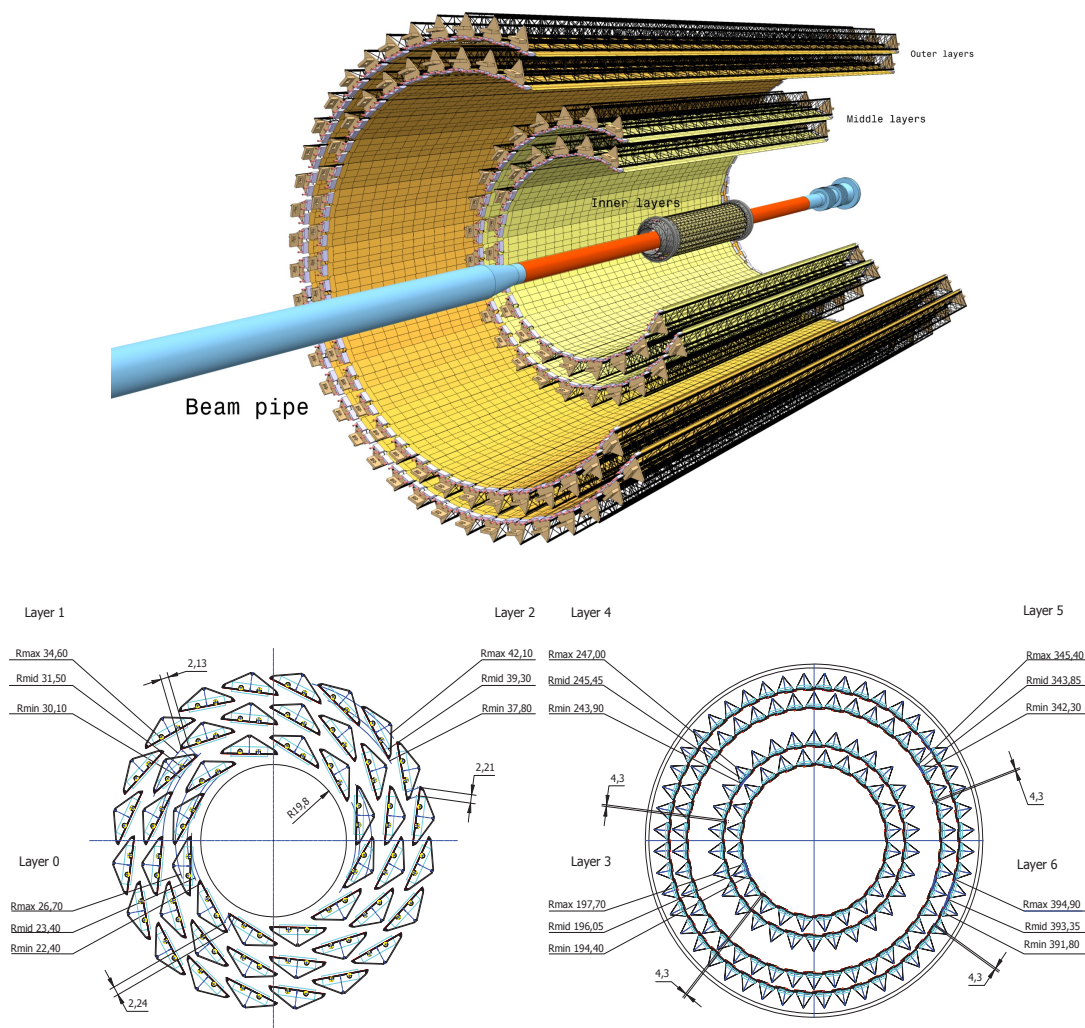 Outer layers
Middle layers
Inner layers
Beam pipe
Layer 1
Layer 2
Rmax 34,60
Rmid 31,50
Rmin 30,10
2,13
Rmax 42,10
Rmid 39,30
Rmin 37,80
2,21
R19,8
Layer 0
Rmax 26,70
Rmid 23,40
Rmin 22,40
2,24
Layer 4
Layer 5
Rmax 247,00
Rmid 245,45
Rmin 243,90
Rmax 345,40
Rmid 343,85
Rmin 342,30
4,3
4,3
Layer 3
Layer 6
Rmax 197,70
Rmid 196,05
Rmin 194,40
Rmax 394,90
Rmid 393,35
Rmin 391,80
4,3
4,3